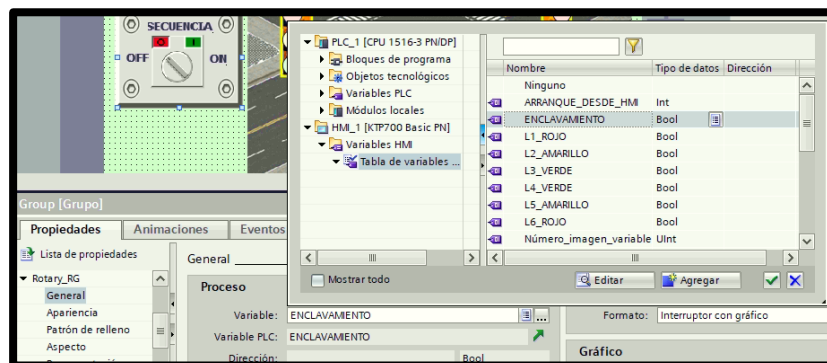 SECUENCIA
OFF
ON
PLC_1 [CPU 1516-3 PN/DP]
Bloques de programa
Objetos tecnológicos
Variables PLC
Módulos locales
HMI_1 [KTP700 Basic PN]
Variables HMI
Tabla de variables ...
Nombre Tipo de datos Dirección
Ninguno
ARRANQUE_DESDE_HMI Int
ENCLAVAMIENTO Bool
L1_ROJO Bool
L2_AMARILLO Bool
L3_VERDE Bool
L4_VERDE Bool
L5_AMARILLO Bool
L6_ROJO Bool
Número_imagen_variable UInt
Mostrar todo
Editar
Agregar
Group [Grupo]
Propiedades Animaciones Eventos
Lista de propiedades
Rotary_RG
General
Apariencia
Patrón de relleno
Aspecto
General
Proceso
Variable: ENCLAVAMIENTO ...
Variable PLC: ENCLAVAMIENTO
Dirección: Bool
Formato: Interruptor con gráfico
Gráfico